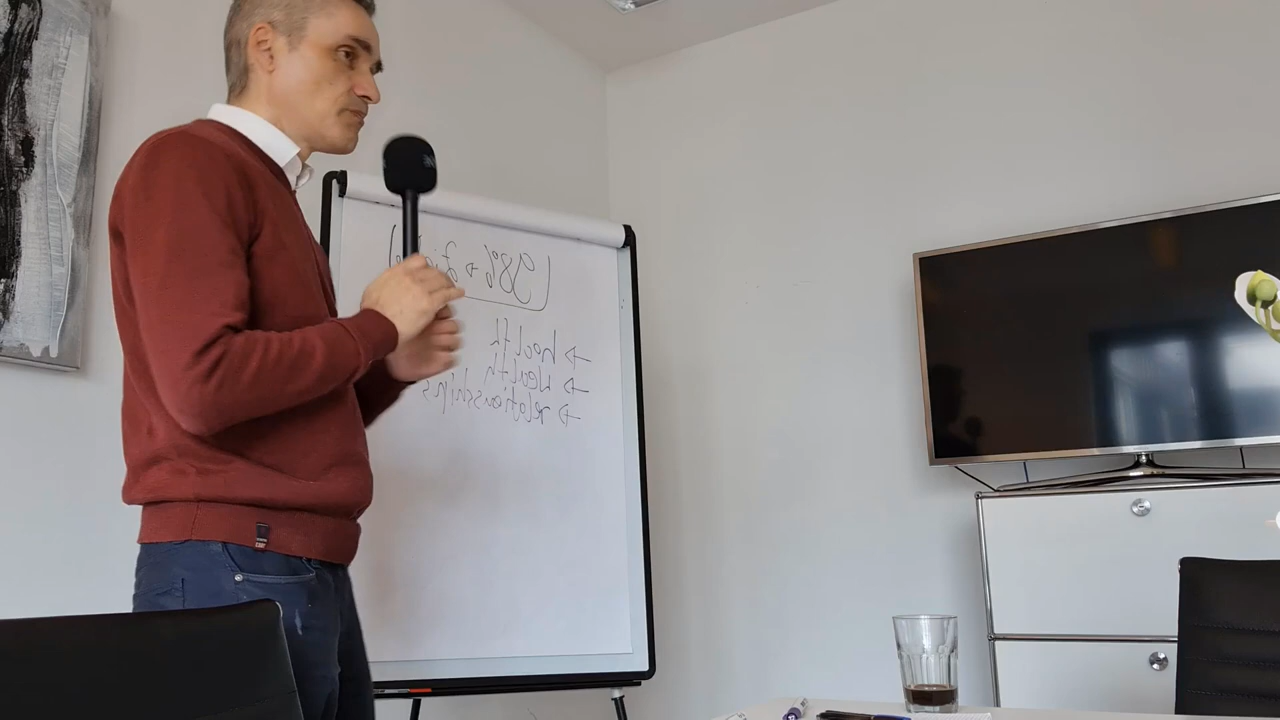 98%
→ health
→ wealth
→ relationships